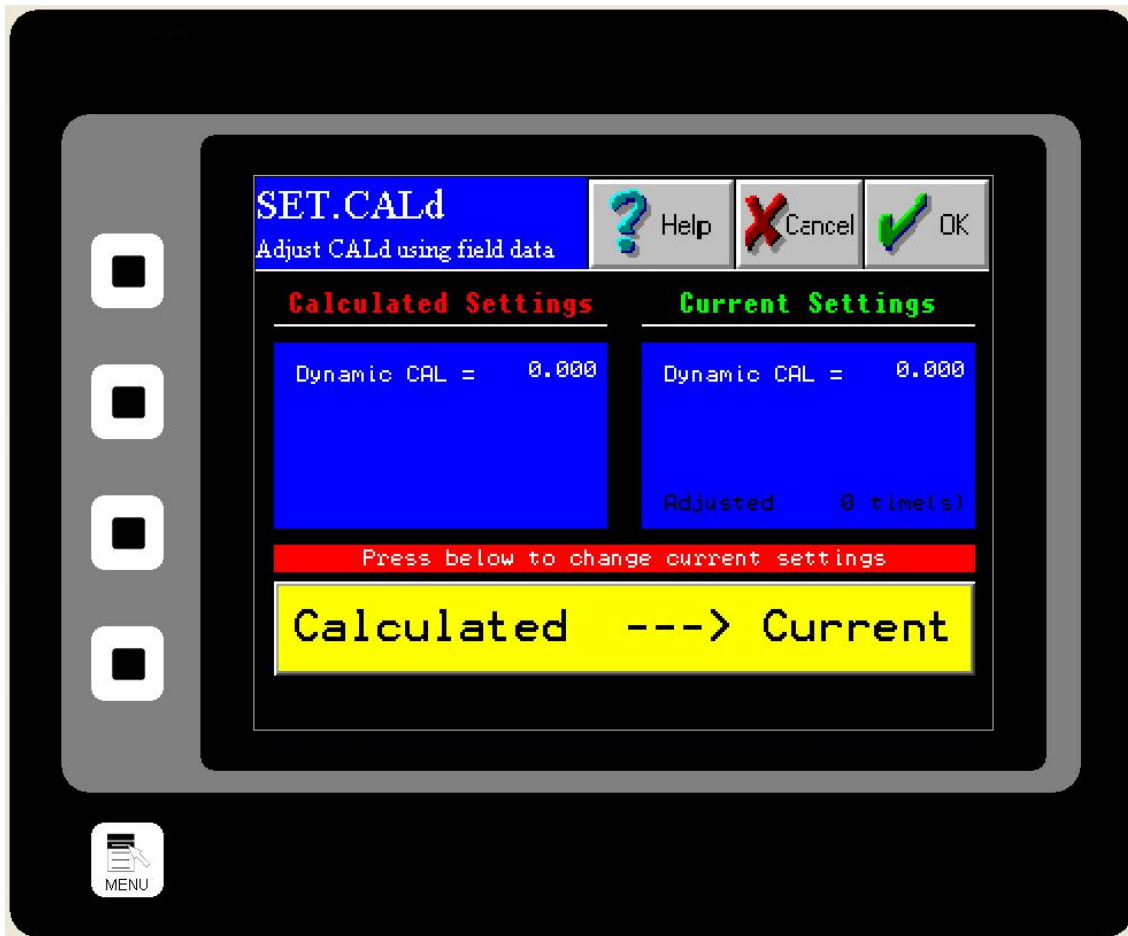 SET.CALd
Adjust CALd using field data
Help
Cancel
OK
Calculated Settings
Current Settings
Dynamic CAL = 0.000
Dynamic CAL = 0.000
Adjusted 0 time(s)
Press below to change current settings
Calculated ---> Current
MENU